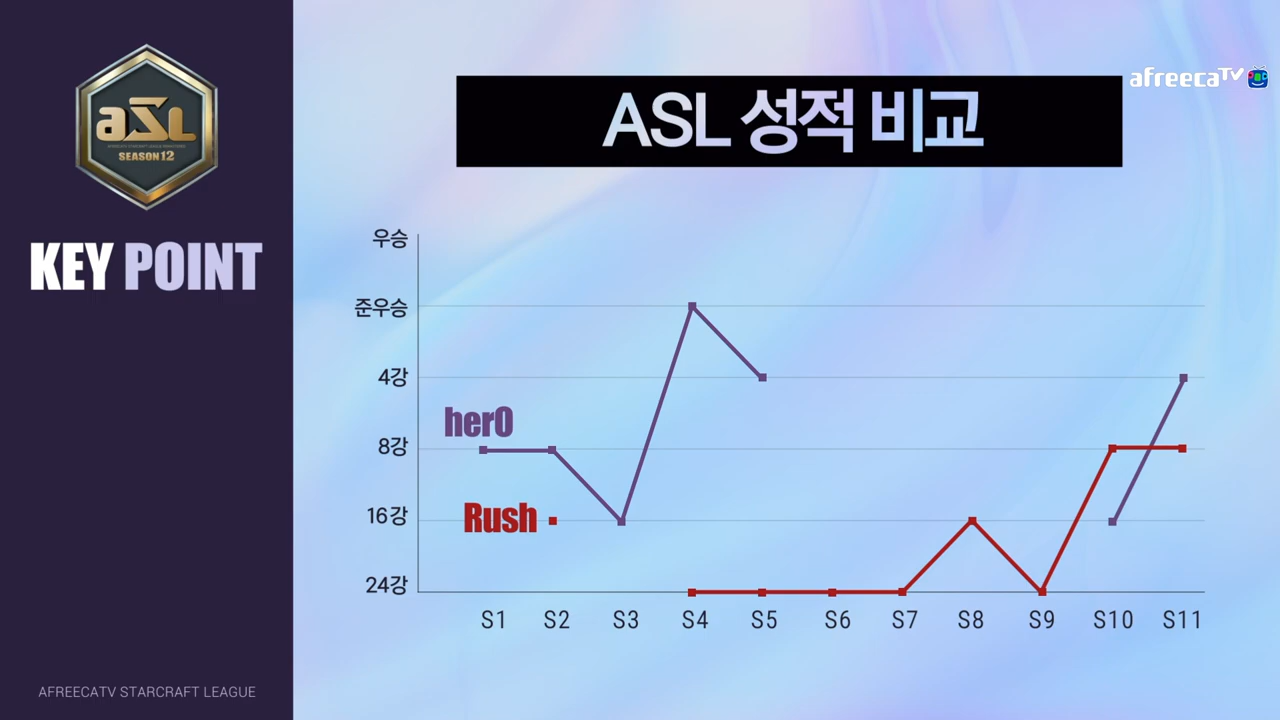 aSL
SEASON 12
KEY POINT
AFREECATV STARCRAFT LEAGUE
afreecaTV
ASL 성적 비교
우승
준우승
4강
8강
16강
24강
herO
Rush
S1 S2 S3 S4 S5 S6 S7 S8 S9 S10 S11